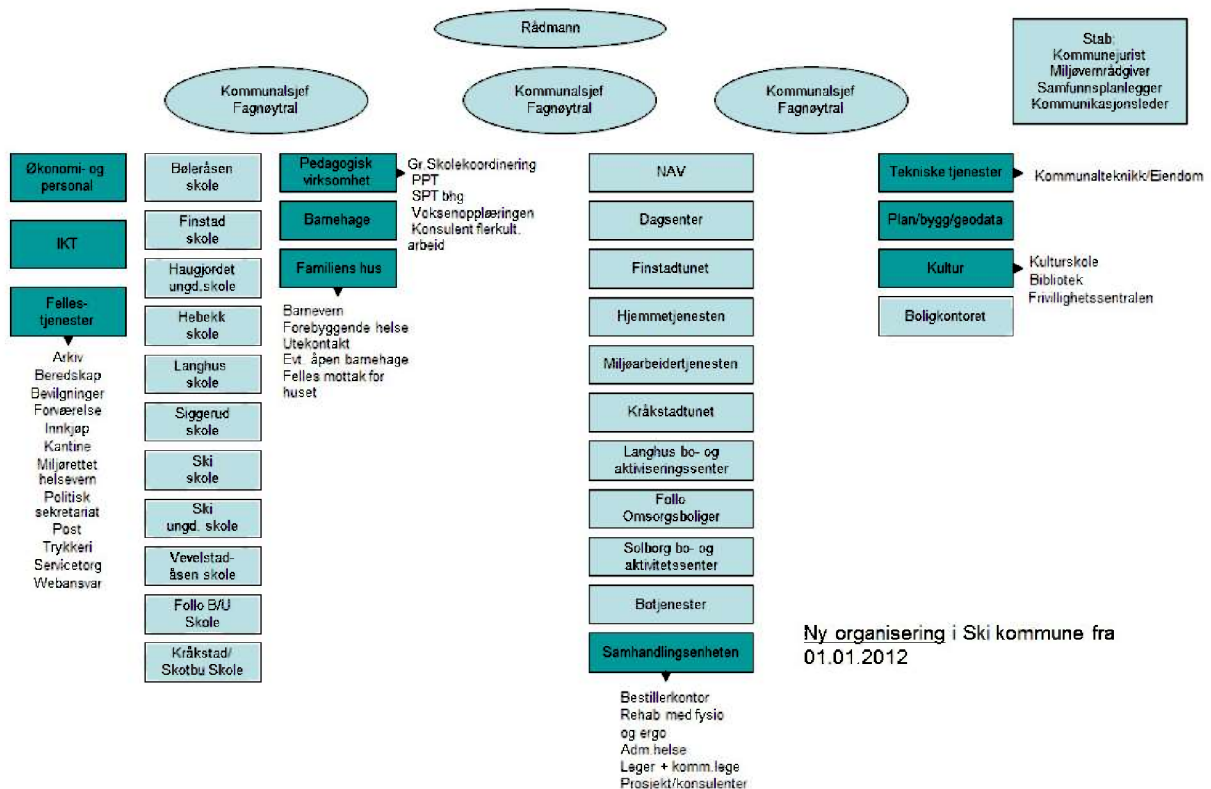 Rådmann
Stab:
Kommunejurist
Miljøvernrådgiver
Samfunnsplanlegger
Kommunikasjonsleder
Kommunalsjef
Fagnøytral
Kommunalsjef
Fagnøytral
Kommunalsjef
Fagnøytral
Økonomi- og
personal
IKT
Felles-
tjenester
Arkiv
Beredskap
Bevilgninger
Forværelse
Innkjøp
Kantine
Miljørettet
helsevern
Politisk
sekretariat
Post
Trykkeri
Servicetorg
Webansvar
Bøleråsen
skole
Finstad
skole
Haugjordet
ungd.skole
Hebekk
skole
Langhus
skole
Siggerud
skole
Ski
skole
Ski
ungd. skole
Vevelstad-
åsen skole
Follo B/U
Skole
Kråkstad/
Skotbu Skole
Pedagogisk
virksomhet
Gr.Skolekoordinering
PPT
SPT bhg
Voksenopplæringen
Konsulent flerkult.
arbeid
Barnehage
Familiens hus
Barnevern
Forebyggende helse
Utekontakt
Evt. åpen barnehage
Felles mottak for
huset
NAV
Dagsenter
Finstadtunet
Hjemmetjenesten
Miljøarbeidertjenesten
Kråkstadtunet
Langhus bo- og
aktiviseringssenter
Follo
Omsorgsboliger
Solborg bo- og
aktivitetssenter
Botjenester
Samhandlingsenheten
Bestillerkontor
Rehab med fysio
og ergo
Adm.helse
Leger + komm.lege
Prosjekt/konsulenter
Tekniske tjenester
Kommunalteknikk/Eiendom
Plan/bygg/geodata
Kultur
Kulturskole
Bibliotek
Frivillighetssentralen
Boligkontoret
Ny organisering i Ski kommune fra
01.01.2012